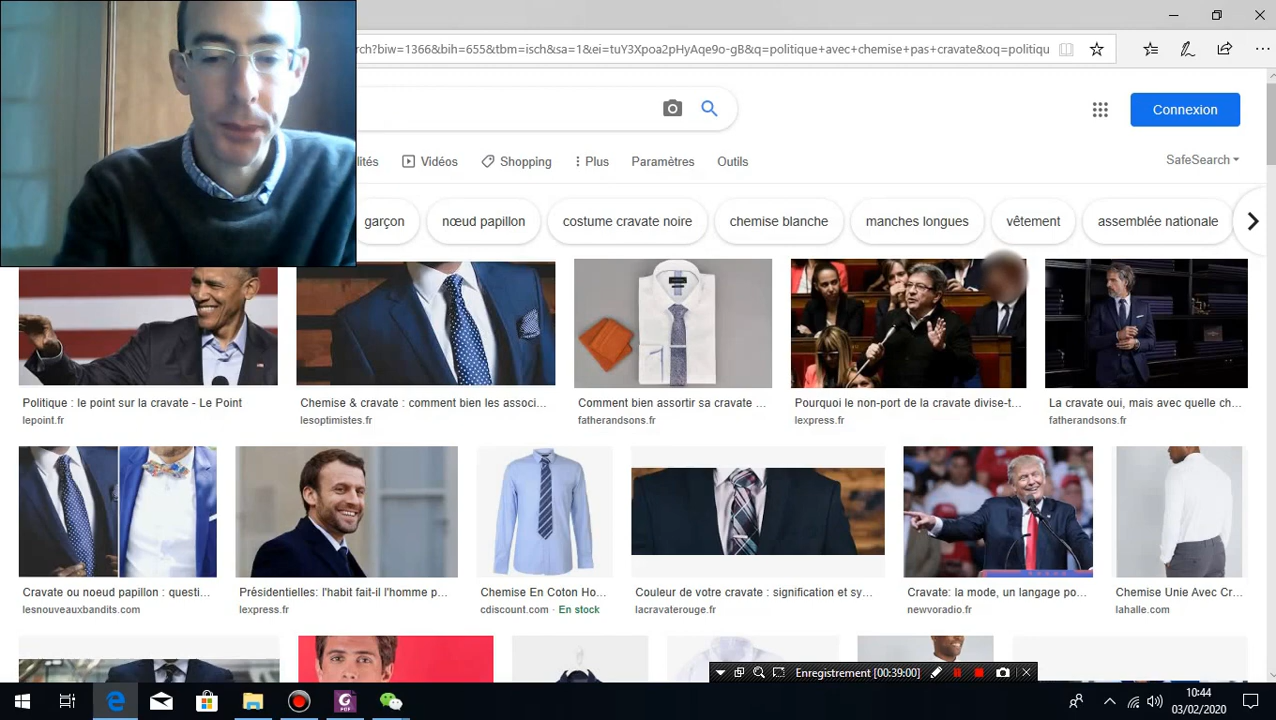 rch?biw=1366&bih=655&tbm=isch&sa=1&ei=tuY3Xpoa2pHyAqe9o-gB&q=politique+avec+chemise+pas+cravate&oq=politiqu
Connexion
lités
Vidéos
Shopping
Plus
Paramètres
Outils
SafeSearch
garçon
nœud papillon
costume cravate noire
chemise blanche
manches longues
vêtement
assemblée nationale
Politique : le point sur la cravate - Le Point
lepoint.fr
Chemise & cravate : comment bien les associ...
lesoptimistes.fr
Comment bien assortir sa cravate ...
fatherandsons.fr
Pourquoi le non-port de la cravate divise-t...
lexpress.fr
La cravate oui, mais avec quelle ch...
fatherandsons.fr
Cravate ou noeud papillon : questi...
lesnouveauxbandits.com
Présidentielles: l'habit fait-il l'homme p...
lexpress.fr
Chemise En Coton Ho...
cdiscount.com · En stock
Couleur de votre cravate : signification et sy...
lacravaterouge.fr
Cravate: la mode, un langage po...
newvoradio.fr
Chemise Unie Avec Cr...
lahalle.com
Enregistrement [00:39:00]
PDF
10:44
03/02/2020